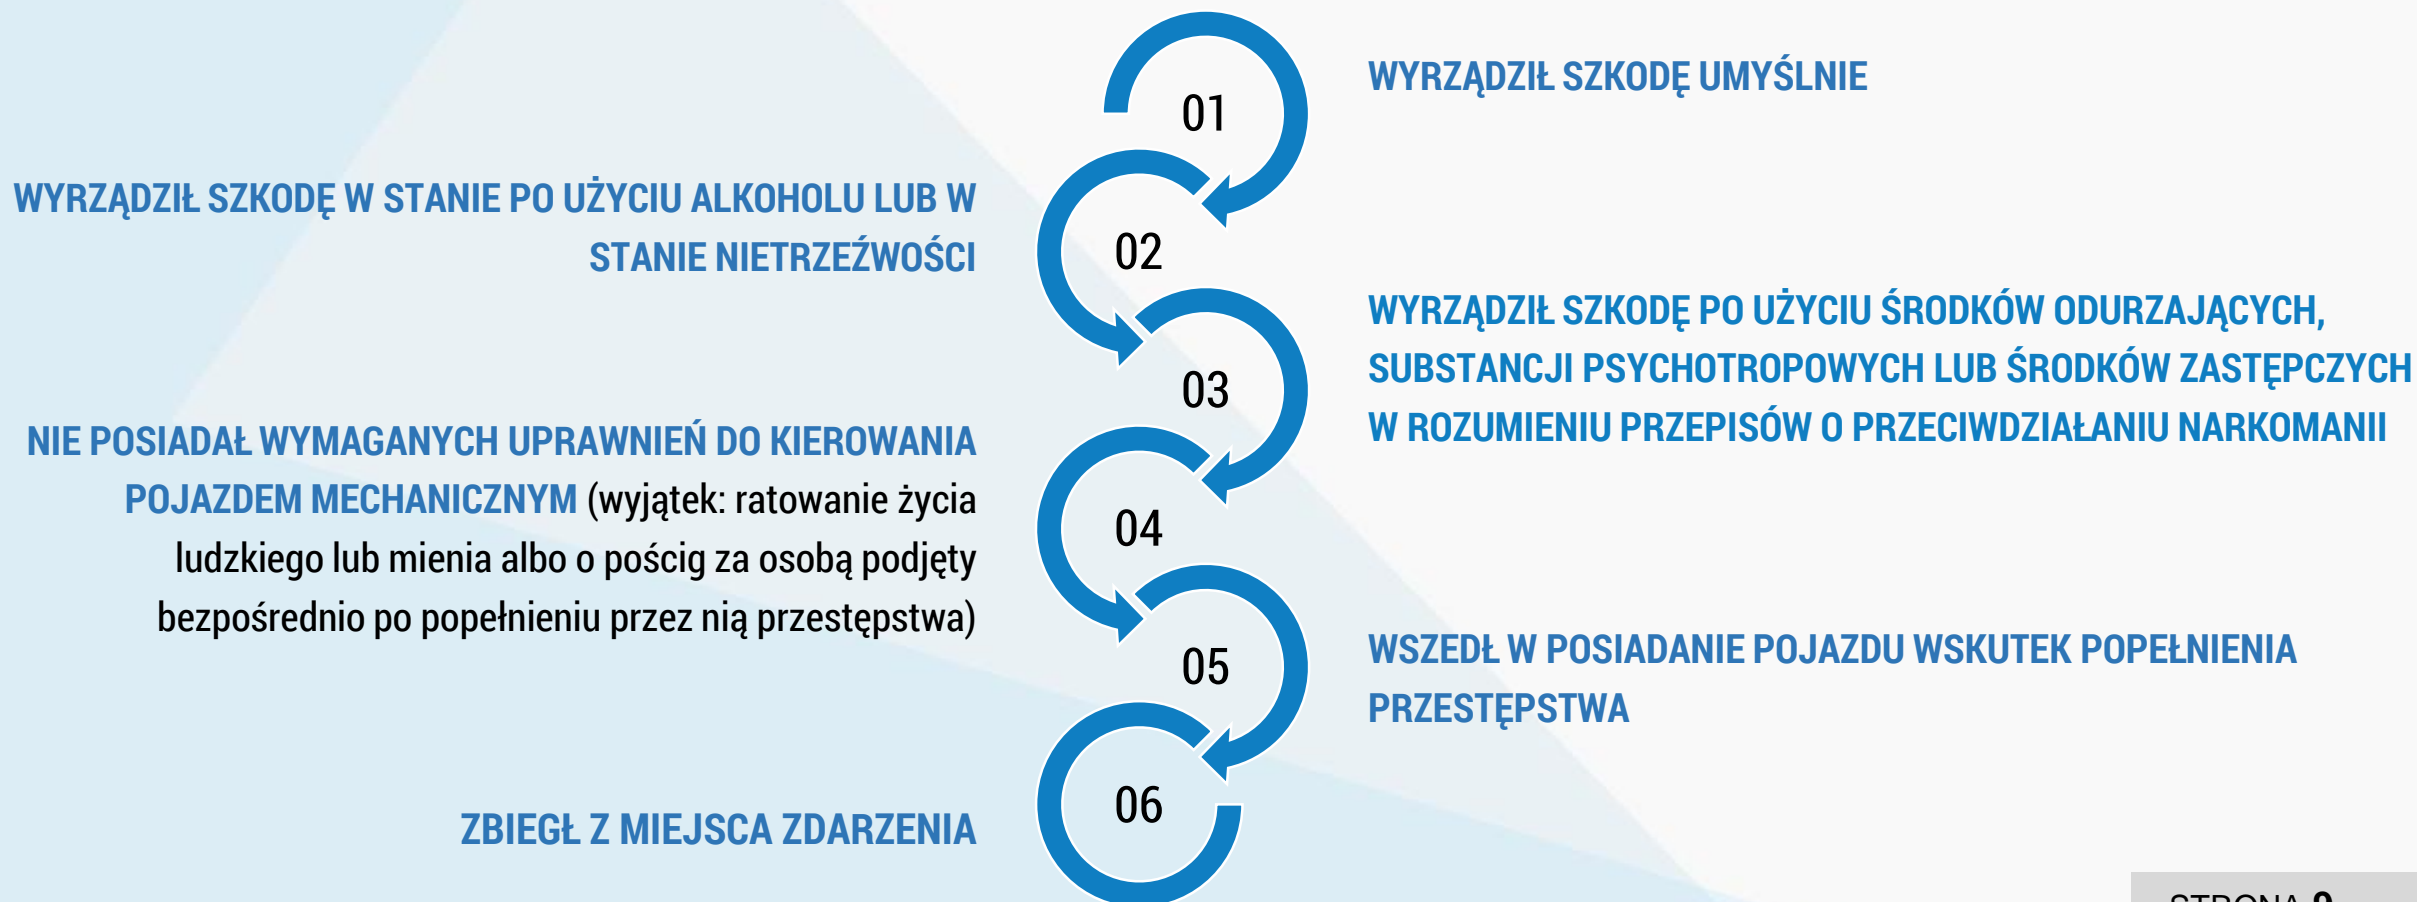 01
WYRZĄDZIŁ SZKODĘ UMYŚLNIE
02
WYRZĄDZIŁ SZKODĘ W STANIE PO UŻYCIU ALKOHOLU LUB W
STANIE NIETRZEŹWOŚCI
03
WYRZĄDZIŁ SZKODĘ PO UŻYCIU ŚRODKÓW ODURZAJĄCYCH,
SUBSTANCJI PSYCHOTROPOWYCH LUB ŚRODKÓW ZASTĘPCZYCH
W ROZUMIENIU PRZEPISÓW O PRZECIWDZIAŁANIU NARKOMANII
04
NIE POSIADAŁ WYMAGANYCH UPRAWNIEŃ DO KIEROWANIA
POJAZDEM MECHANICZNYM (wyjątek: ratowanie życia
ludzkiego lub mienia albo o pościg za osobą podjęty
bezpośrednio po popełnieniu przez nią przestępstwa)
05
WSZEDŁ W POSIADANIE POJAZDU WSKUTEK POPEŁNIENIA
PRZESTĘPSTWA
06
ZBIEGŁ Z MIEJSCA ZDARZENIA
STRONA 9